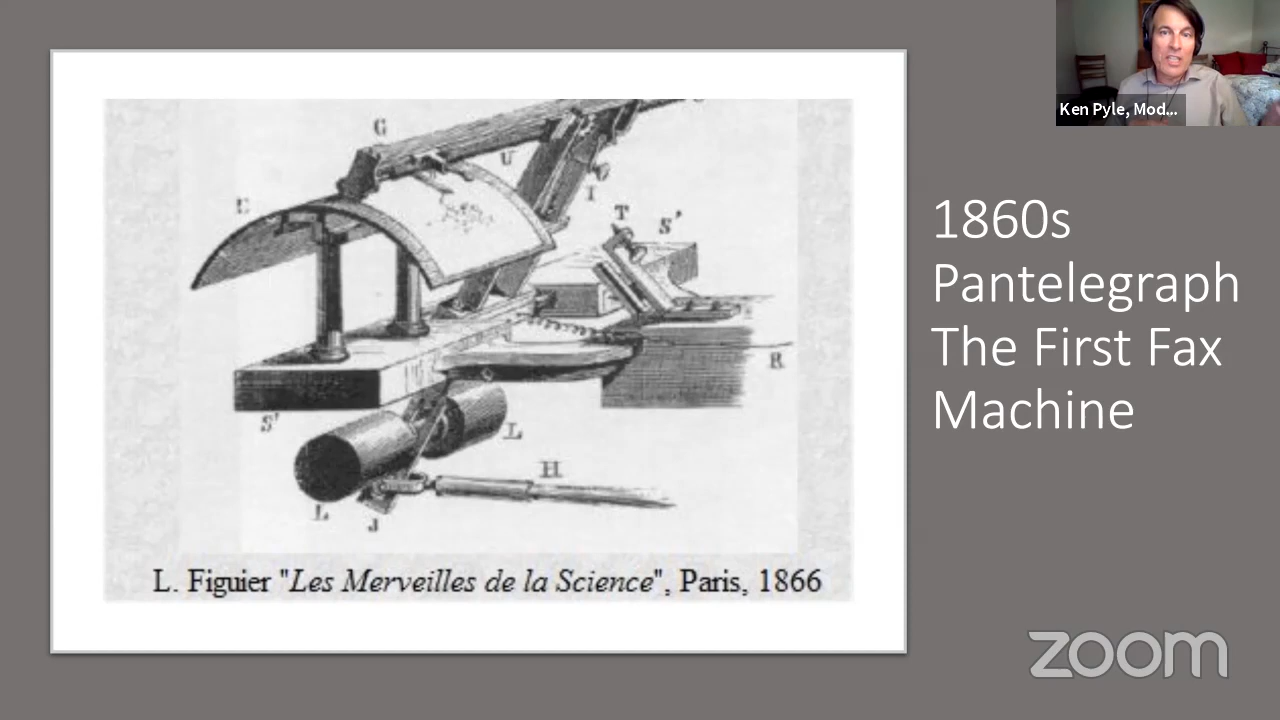 Ken Pyle, Mod...
1860s
Pantelegraph
The First Fax
Machine
G
U
I
T
S'
R
S'
L
H
L
J
L. Figuier "Les Merveilles de la Science", Paris, 1866
zoom